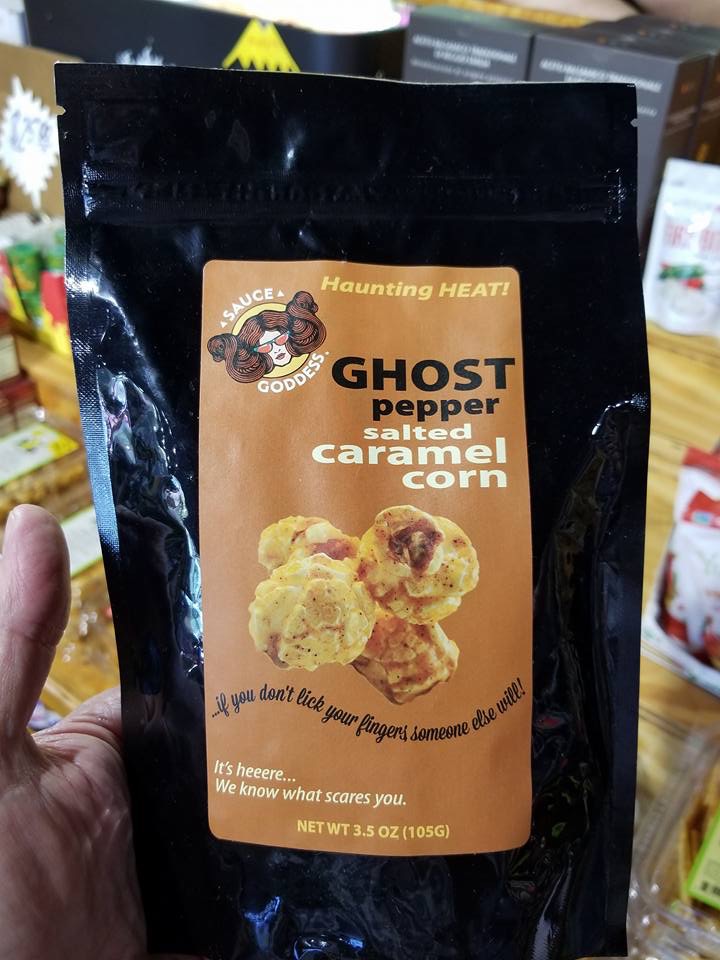 Haunting HEAT!
SAUCE
GODDESS
GHOST
pepper
salted
caramel
corn
...if you don't lick your fingers someone else will!
It's heeere...
We know what scares you.
NET WT 3.5 OZ (105G)